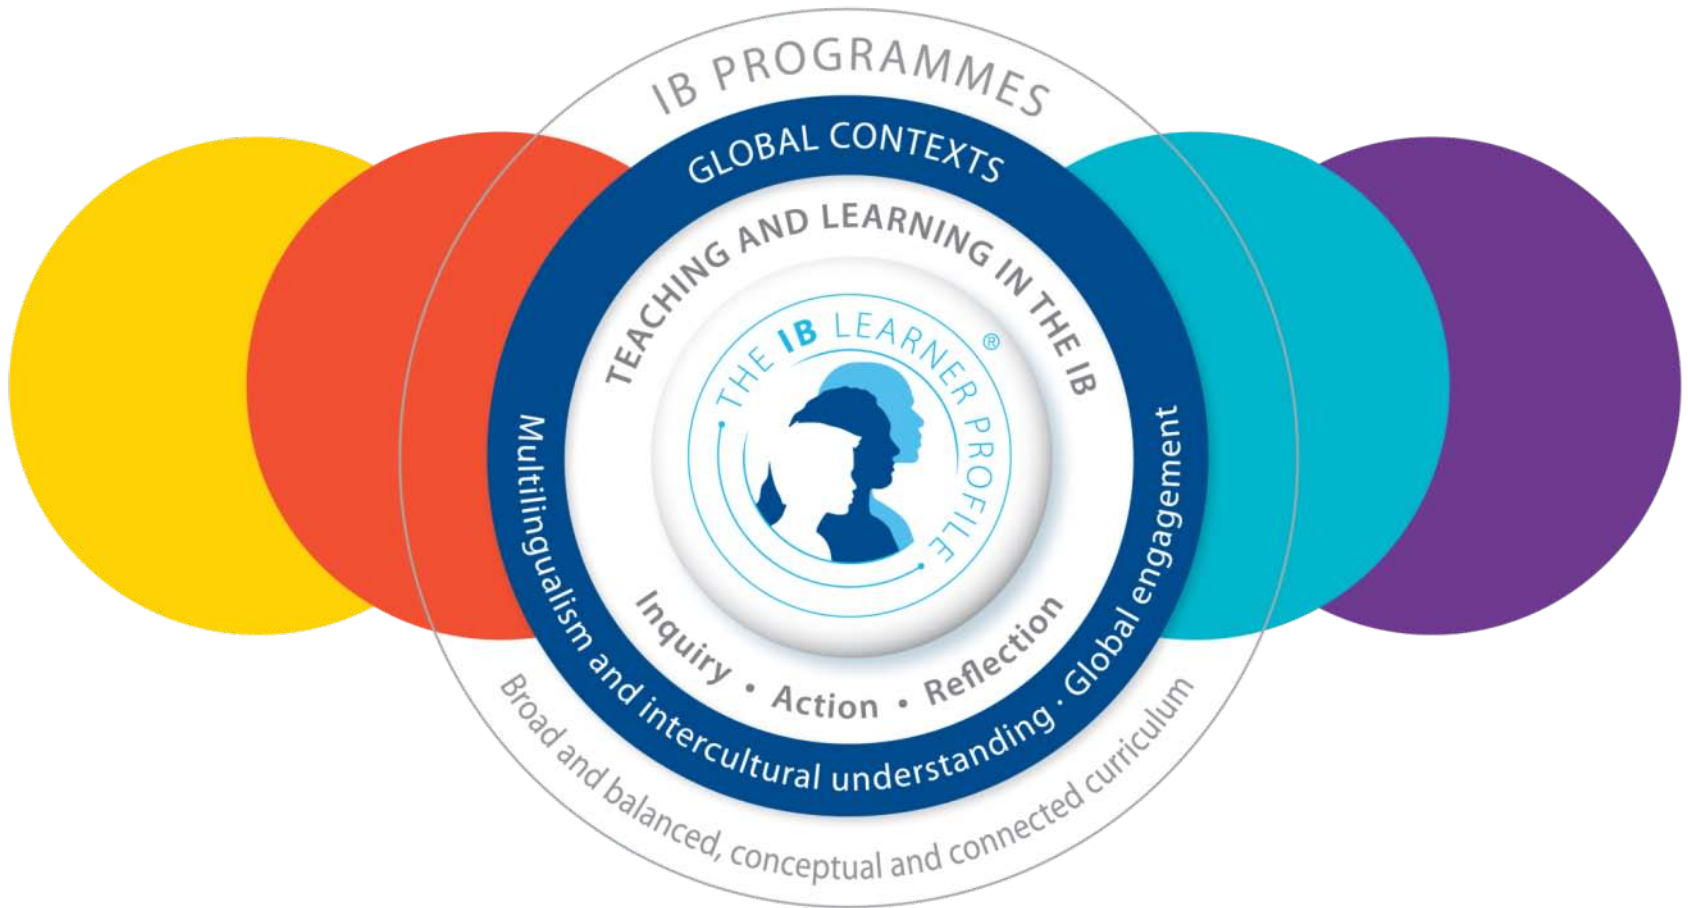 IB PROGRAMMES
GLOBAL CONTEXTS
TEACHING AND LEARNING IN THE IB
THE IB LEARNER PROFILE ®
Inquiry • Action • Reflection
Multilingualism and intercultural understanding · Global engagement
Broad and balanced, conceptual and connected curriculum